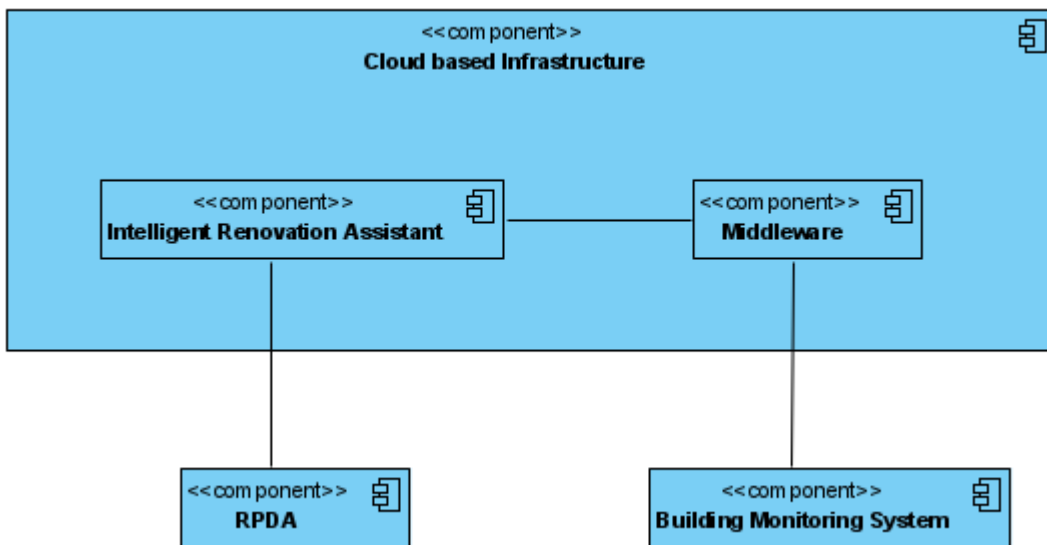 <<component>>
Cloud based Infrastructure
<<component>>
Intelligent Renovation Assistant
<<component>>
Middleware
<<component>>
RPDA
<<component>>
Building Monitoring System